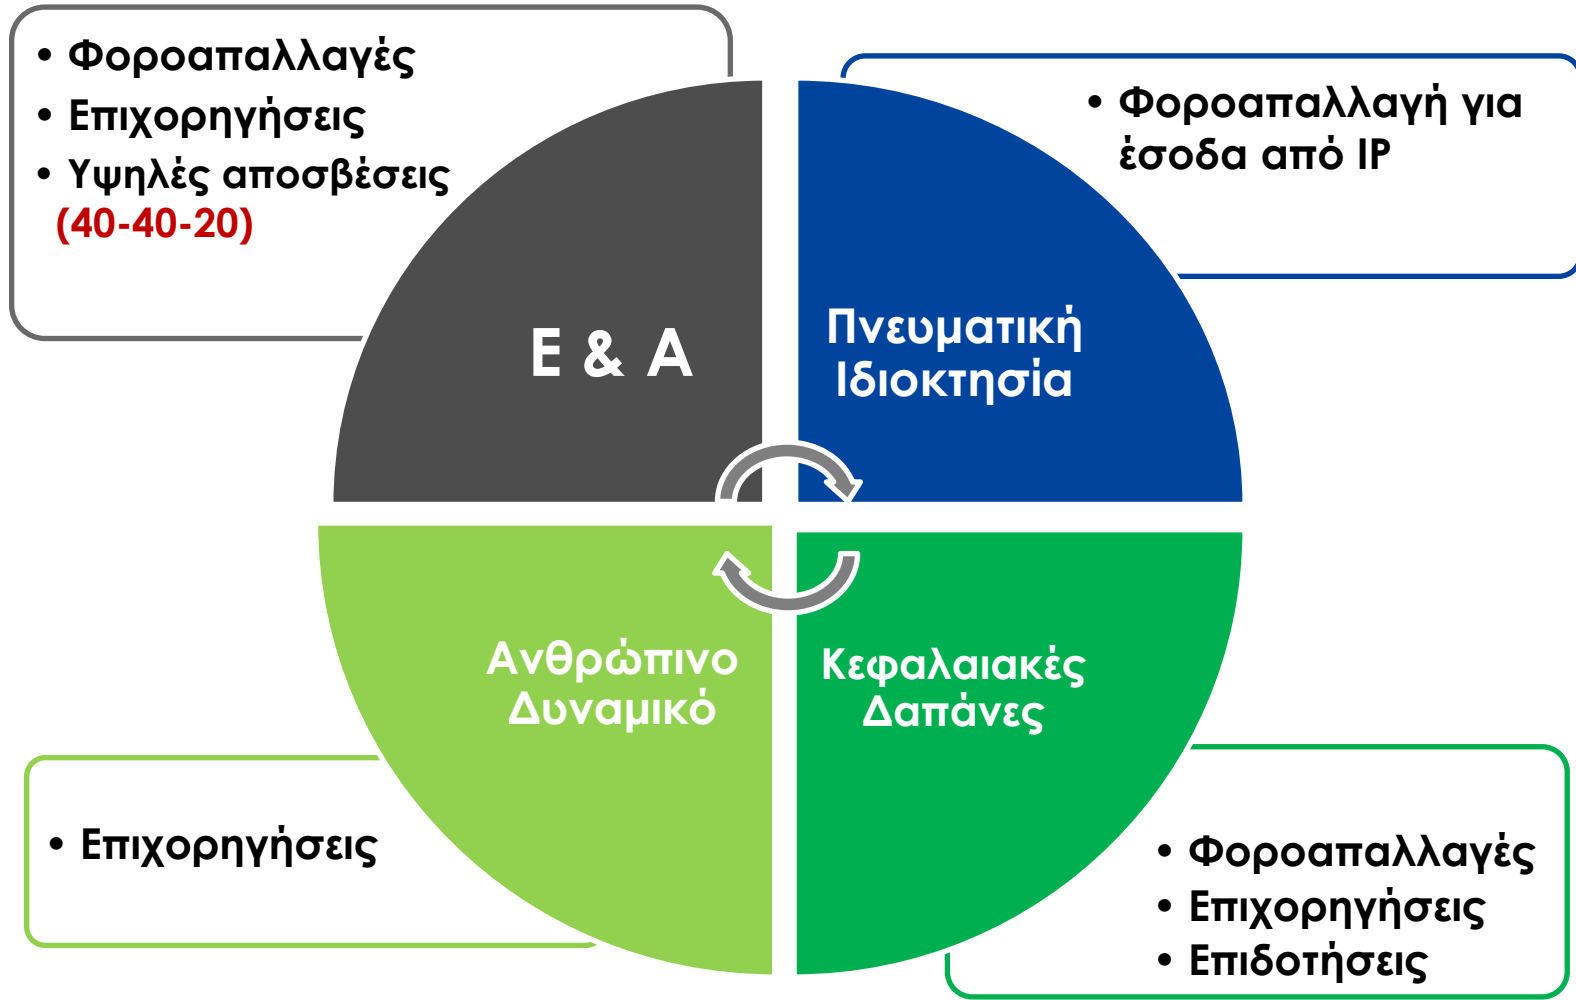 • Φοροαπαλλαγές
• Επιχορηγήσεις
• Υψηλές αποσβέσεις
(40-40-20)
• Φοροαπαλλαγή για
έσοδα από IP
Ε & Α
Πνευματική
Ιδιοκτησία
Ανθρώπινο
Δυναμικό
Κεφαλαιακές
Δαπάνες
• Επιχορηγήσεις
• Φοροαπαλλαγές
• Επιχορηγήσεις
• Επιδοτήσεις